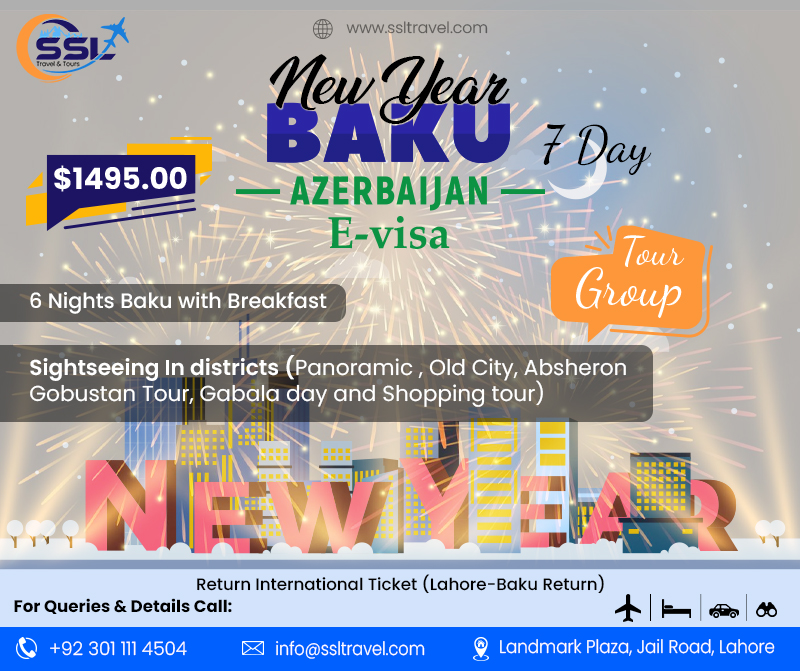 SSL
Travel & Tours
www.ssltravel.com
New Year
BAKU
7 Day
$1495.00
AZERBAIJAN
E-visa
Tour
Group
6 Nights Baku with Breakfast
Sightseeing In districts (Panoramic , Old City, Absheron
Gobustan Tour, Gabala day and Shopping tour)
NEW YEAR
Return International Ticket (Lahore-Baku Return)
For Queries & Details Call:
+92 301 111 4504
info@ssltravel.com
Landmark Plaza, Jail Road, Lahore